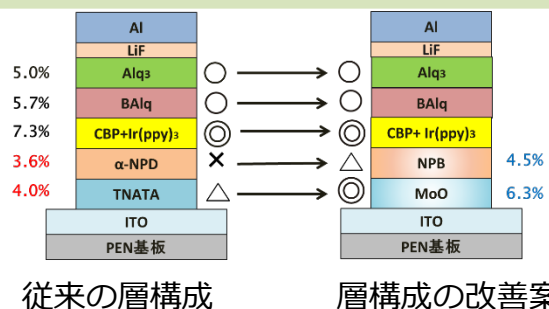 Al
LiF
5.0% Alq₃ ○ → ○ Alq₃
5.7% BAlq ○ → ○ BAlq
7.3% CBP+Ir(ppy)₃ ◎ → ◎ CBP+ Ir(ppy)₃
3.6% α-NPD × → △ NPB 4.5%
4.0% TNATA △ → ◎ MoO 6.3%
ITO
PEN基板
従来の層構成
Al
LiF
ITO
PEN基板
層構成の改善案